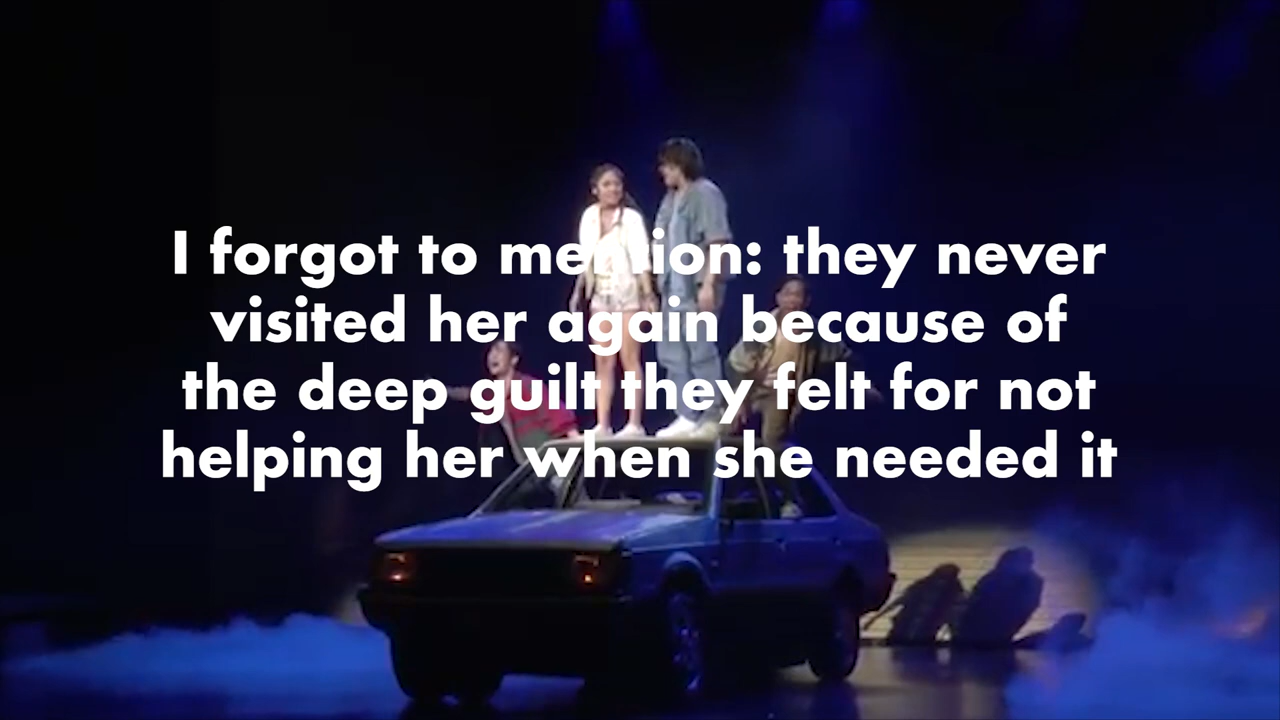 I forgot to mention: they never
visited her again because of
the deep guilt they felt for not
helping her when she needed it